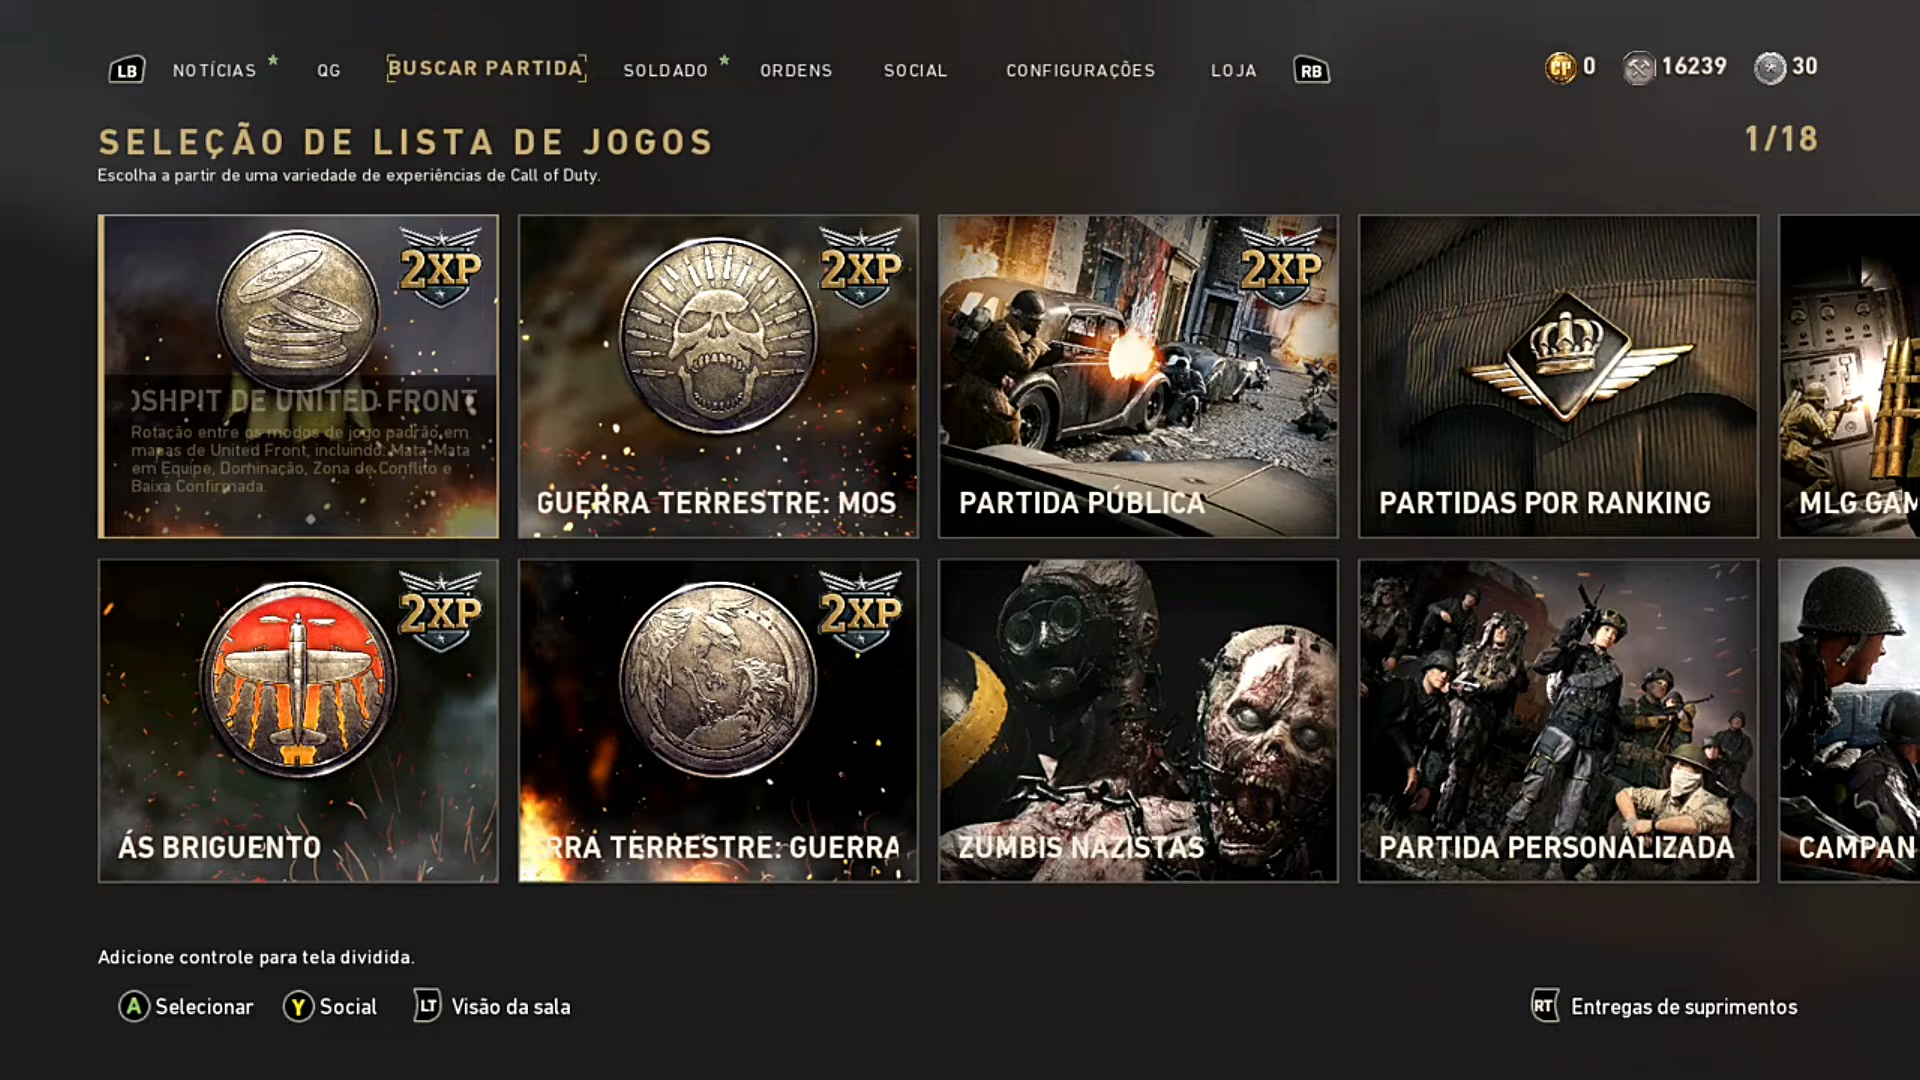 LB NOTÍCIAS QG BUSCAR PARTIDA SOLDADO ORDENS SOCIAL CONFIGURAÇÕES LOJA RB CP 0 16239 30
SELEÇÃO DE LISTA DE JOGOS 1/18
Escolha a partir de uma variedade de experiências de Call of Duty.
2XP 2XP 2XP
OSHPIT DE UNITED FRONT
Rotação entre os modos de jogo padrão em
mapas de United Front, incluindo: Mata-Mata
em Equipe, Dominação, Zona de Conflito e
Baixa Confirmada.
GUERRA TERRESTRE: MOS
PARTIDA PÚBLICA
PARTIDAS POR RANKING
MLG GAM
2XP 2XP
ÁS BRIGUENTO
RRA TERRESTRE: GUERRA
ZUMBIS NAZISTAS
PARTIDA PERSONALIZADA
CAMPAN
Adicione controle para tela dividida.
A Selecionar Y Social LT Visão da sala RT Entregas de suprimentos